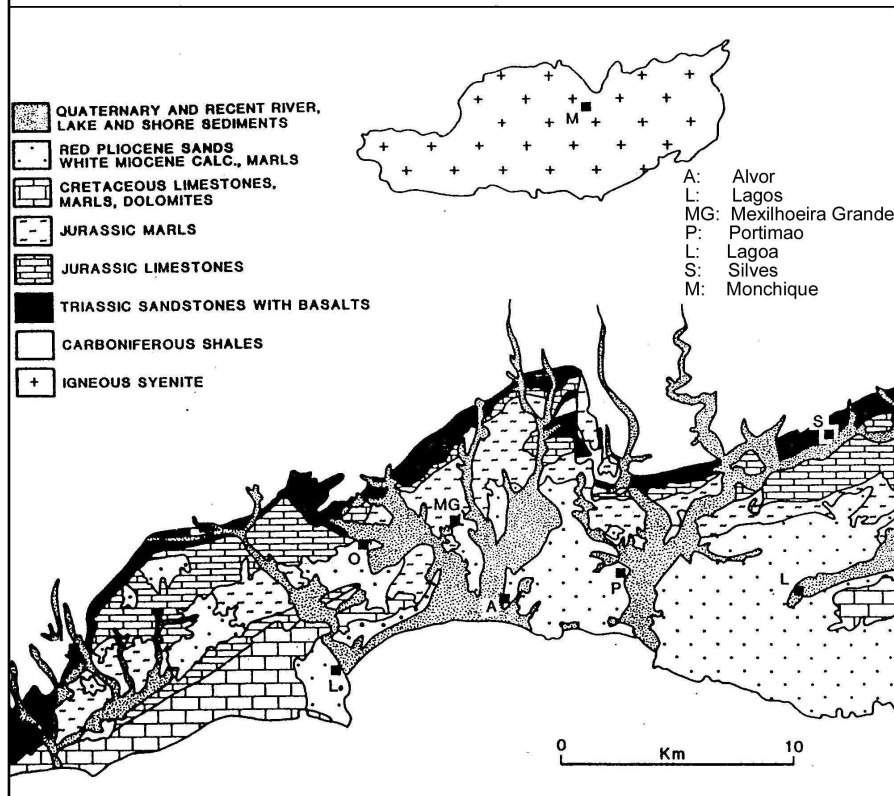 QUATERNARY AND RECENT RIVER,
LAKE AND SHORE SEDIMENTS
RED PLIOCENE SANDS
WHITE MIOCENE CALC., MARLS
CRETACEOUS LIMESTONES,
MARLS, DOLOMITES
JURASSIC MARLS
JURASSIC LIMESTONES
TRIASSIC SANDSTONES WITH BASALTS
CARBONIFEROUS SHALES
IGNEOUS SYENITE
M
A: Alvor
L: Lagos
MG: Mexilhoeira Grande
P: Portimao
L: Lagoa
S: Silves
M: Monchique
S
MG
O
A
P
L
L
0 Km 10